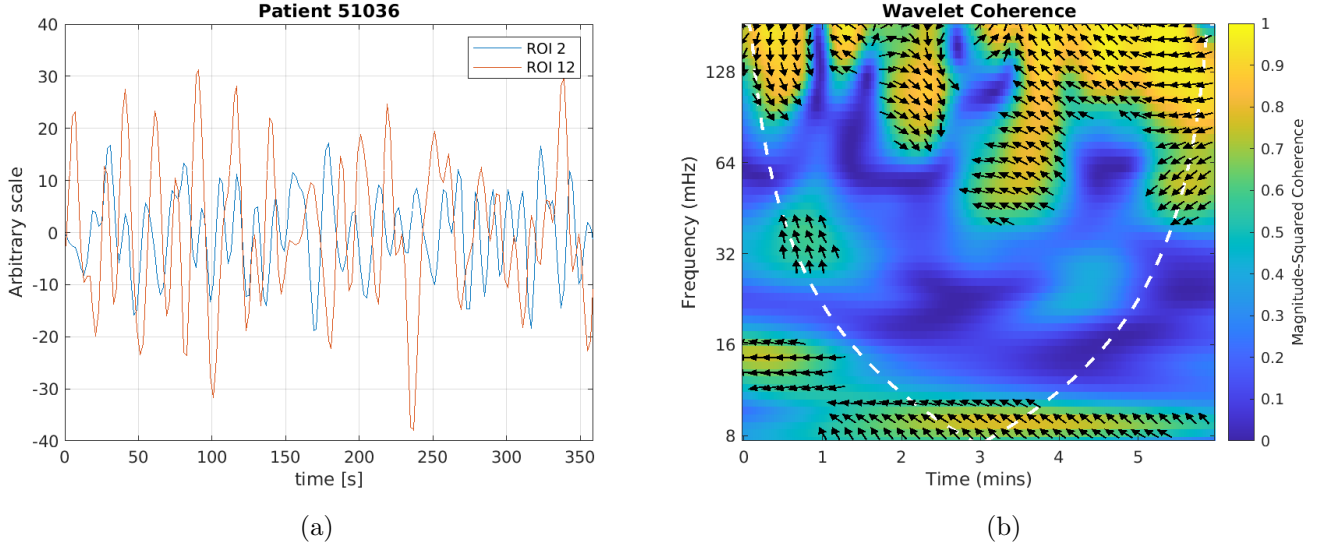 Patient 51036
40
30
20
10
0
-10
-20
-30
-40
Arbitrary scale
ROI 2
ROI 12
0 50 100 150 200 250 300 350
time [s]
(a)
Wavelet Coherence
128
64
32
16
8
Frequency (mHz)
0 1 2 3 4 5
Time (mins)
1
0.9
0.8
0.7
0.6
0.5
0.4
0.3
0.2
0.1
0
Magnitude-Squared Coherence
(b)